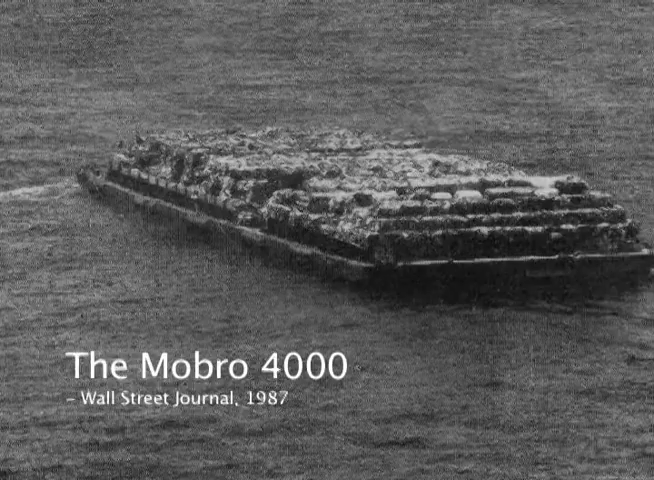 The Mobro 4000
– Wall Street Journal, 1987